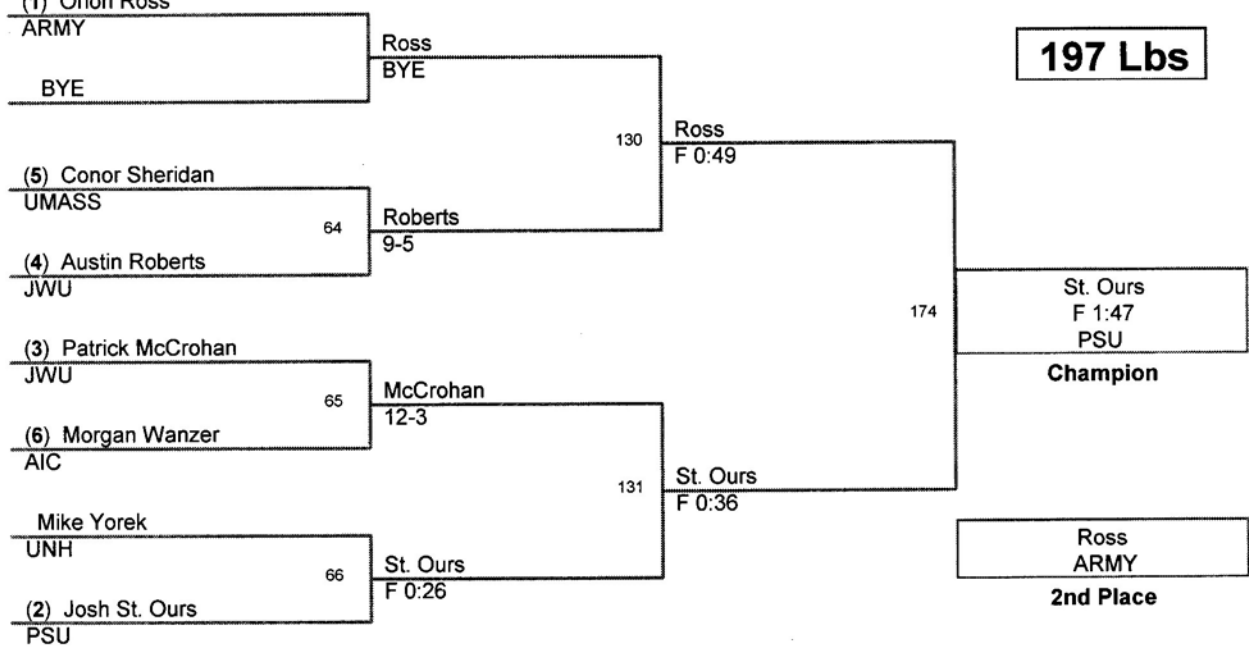 (1) Orion Ross
ARMY
BYE
Ross
BYE
197 Lbs
130
Ross
F 0:49
(5) Conor Sheridan
UMASS
64
Roberts
9-5
(4) Austin Roberts
JWU
174
St. Ours
F 1:47
PSU
Champion
(3) Patrick McCrohan
JWU
65
McCrohan
12-3
(6) Morgan Wanzer
AIC
131
St. Ours
F 0:36
Mike Yorek
UNH
66
St. Ours
F 0:26
(2) Josh St. Ours
PSU
Ross
ARMY
2nd Place